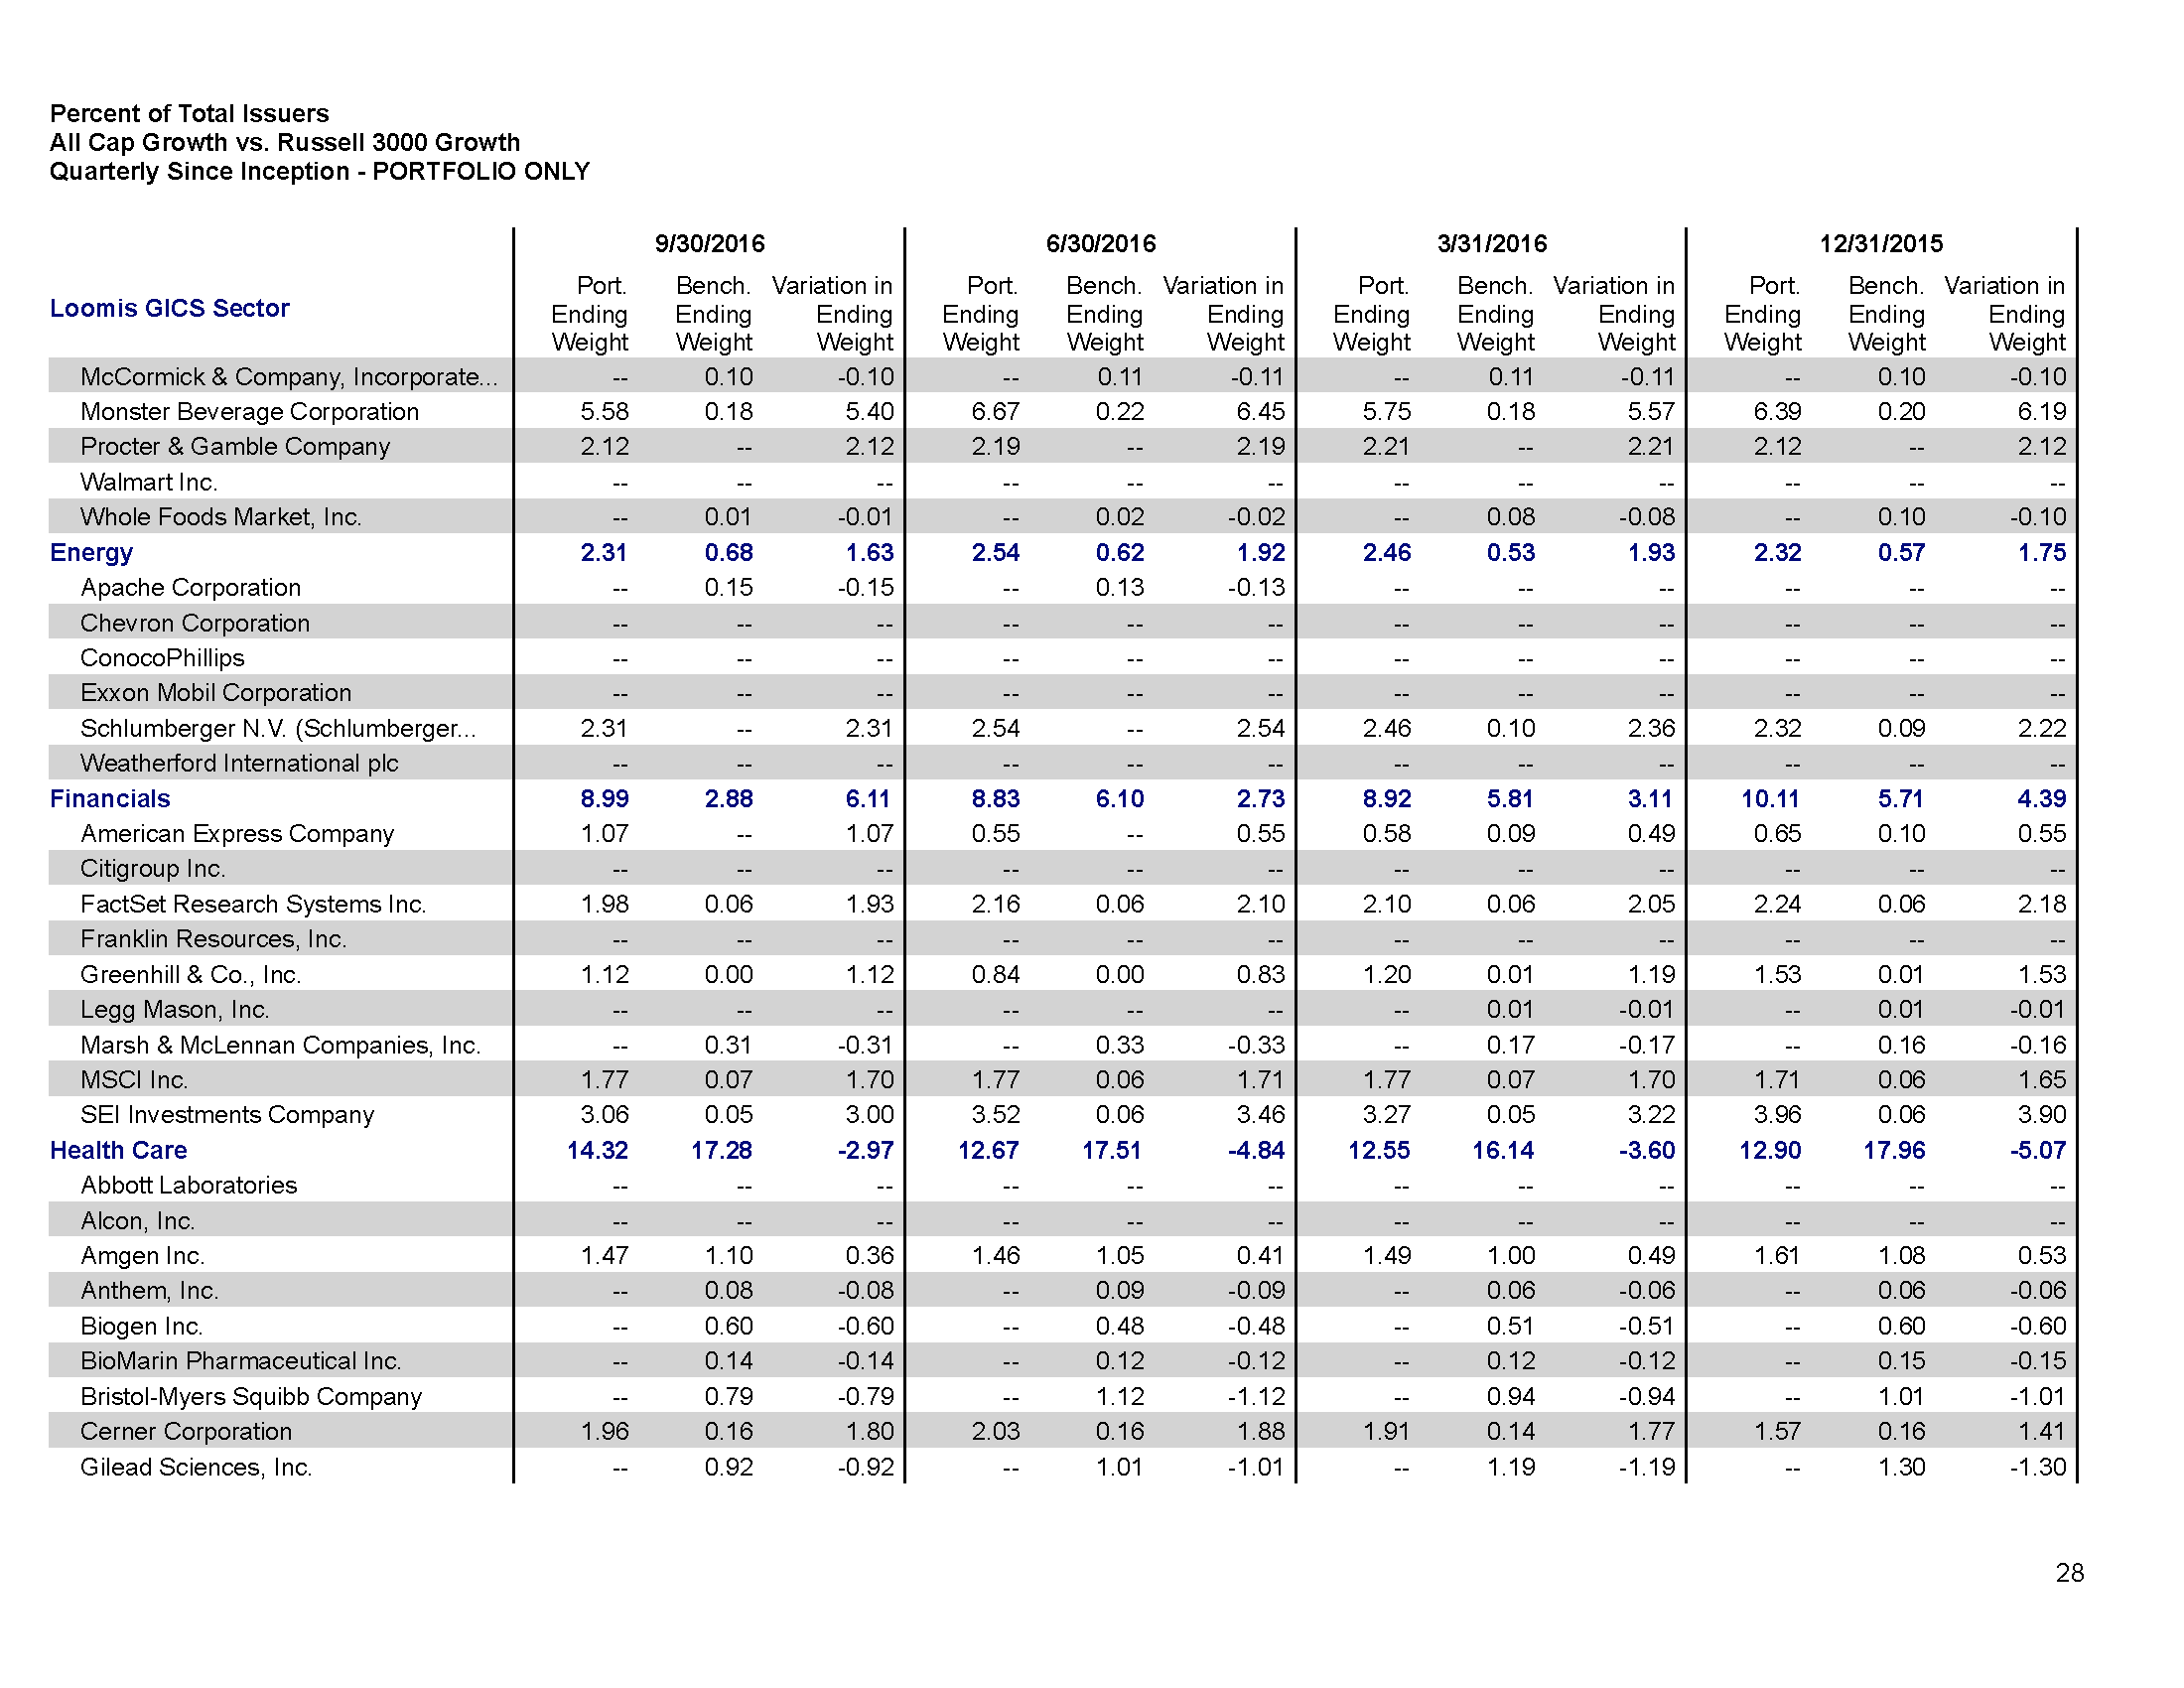 Percent of Total Issuers
All Cap Growth vs. Russell 3000 Growth
Quarterly Since Inception - PORTFOLIO ONLY
9/30/2016 6/30/2016 3/31/2016 12/31/2015
Loomis GICS Sector
Port. Bench. Variation in Port. Bench. Variation in Port. Bench. Variation in Port. Bench. Variation in
Ending Ending Ending Ending Ending Ending Ending Ending Ending Ending Ending Ending
Weight Weight Weight Weight Weight Weight Weight Weight Weight Weight Weight Weight
McCormick & Company, Incorporate... -- 0.10 -0.10 -- 0.11 -0.11 -- 0.11 -0.11 -- 0.10 -0.10
Monster Beverage Corporation 5.58 0.18 5.40 6.67 0.22 6.45 5.75 0.18 5.57 6.39 0.20 6.19
Procter & Gamble Company 2.12 -- 2.12 2.19 -- 2.19 2.21 -- 2.21 2.12 -- 2.12
Walmart Inc. -- -- -- -- -- -- -- -- -- -- -- --
Whole Foods Market, Inc. -- 0.01 -0.01 -- 0.02 -0.02 -- 0.08 -0.08 -- 0.10 -0.10
Energy 2.31 0.68 1.63 2.54 0.62 1.92 2.46 0.53 1.93 2.32 0.57 1.75
Apache Corporation -- 0.15 -0.15 -- 0.13 -0.13 -- -- -- -- -- --
Chevron Corporation -- -- -- -- -- -- -- -- -- -- -- --
ConocoPhillips -- -- -- -- -- -- -- -- -- -- -- --
Exxon Mobil Corporation -- -- -- -- -- -- -- -- -- -- -- --
Schlumberger N.V. (Schlumberger... 2.31 -- 2.31 2.54 -- 2.54 2.46 0.10 2.36 2.32 0.09 2.22
Weatherford International plc -- -- -- -- -- -- -- -- -- -- -- --
Financials 8.99 2.88 6.11 8.83 6.10 2.73 8.92 5.81 3.11 10.11 5.71 4.39
American Express Company 1.07 -- 1.07 0.55 -- 0.55 0.58 0.09 0.49 0.65 0.10 0.55
Citigroup Inc. -- -- -- -- -- -- -- -- -- -- -- --
FactSet Research Systems Inc. 1.98 0.06 1.93 2.16 0.06 2.10 2.10 0.06 2.05 2.24 0.06 2.18
Franklin Resources, Inc. -- -- -- -- -- -- -- -- -- -- -- --
Greenhill & Co., Inc. 1.12 0.00 1.12 0.84 0.00 0.83 1.20 0.01 1.19 1.53 0.01 1.53
Legg Mason, Inc. -- -- -- -- -- -- -- 0.01 -0.01 -- 0.01 -0.01
Marsh & McLennan Companies, Inc. -- 0.31 -0.31 -- 0.33 -0.33 -- 0.17 -0.17 -- 0.16 -0.16
MSCI Inc. 1.77 0.07 1.70 1.77 0.06 1.71 1.77 0.07 1.70 1.71 0.06 1.65
SEI Investments Company 3.06 0.05 3.00 3.52 0.06 3.46 3.27 0.05 3.22 3.96 0.06 3.90
Health Care 14.32 17.28 -2.97 12.67 17.51 -4.84 12.55 16.14 -3.60 12.90 17.96 -5.07
Abbott Laboratories -- -- -- -- -- -- -- -- -- -- -- --
Alcon, Inc. -- -- -- -- -- -- -- -- -- -- -- --
Amgen Inc. 1.47 1.10 0.36 1.46 1.05 0.41 1.49 1.00 0.49 1.61 1.08 0.53
Anthem, Inc. -- 0.08 -0.08 -- 0.09 -0.09 -- 0.06 -0.06 -- 0.06 -0.06
Biogen Inc. -- 0.60 -0.60 -- 0.48 -0.48 -- 0.51 -0.51 -- 0.60 -0.60
BioMarin Pharmaceutical Inc. -- 0.14 -0.14 -- 0.12 -0.12 -- 0.12 -0.12 -- 0.15 -0.15
Bristol-Myers Squibb Company -- 0.79 -0.79 -- 1.12 -1.12 -- 0.94 -0.94 -- 1.01 -1.01
Cerner Corporation 1.96 0.16 1.80 2.03 0.16 1.88 1.91 0.14 1.77 1.57 0.16 1.41
Gilead Sciences, Inc. -- 0.92 -0.92 -- 1.01 -1.01 -- 1.19 -1.19 -- 1.30 -1.30
28